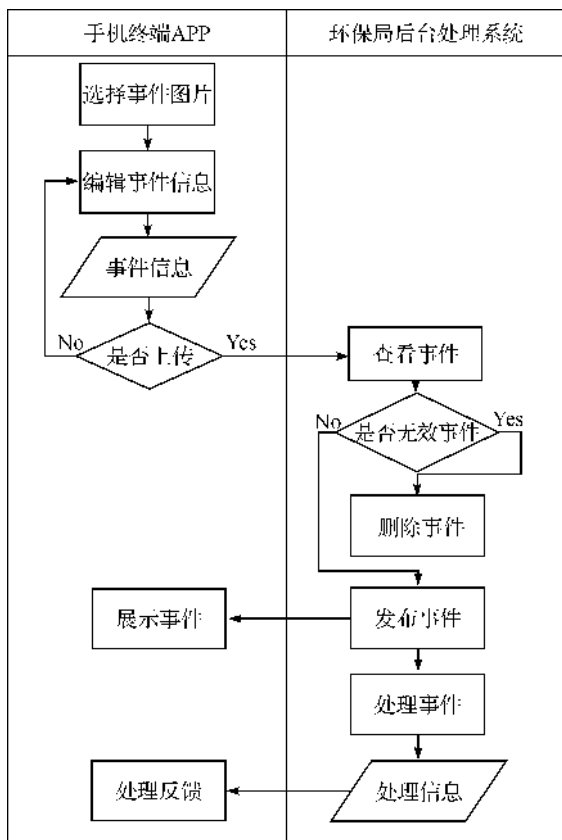 手机终端APP
环保局后台处理系统
选择事件图片
编辑事件信息
事件信息
No
是否上传
Yes
查看事件
No
是否无效事件
Yes
删除事件
展示事件
发布事件
处理事件
处理反馈
处理信息